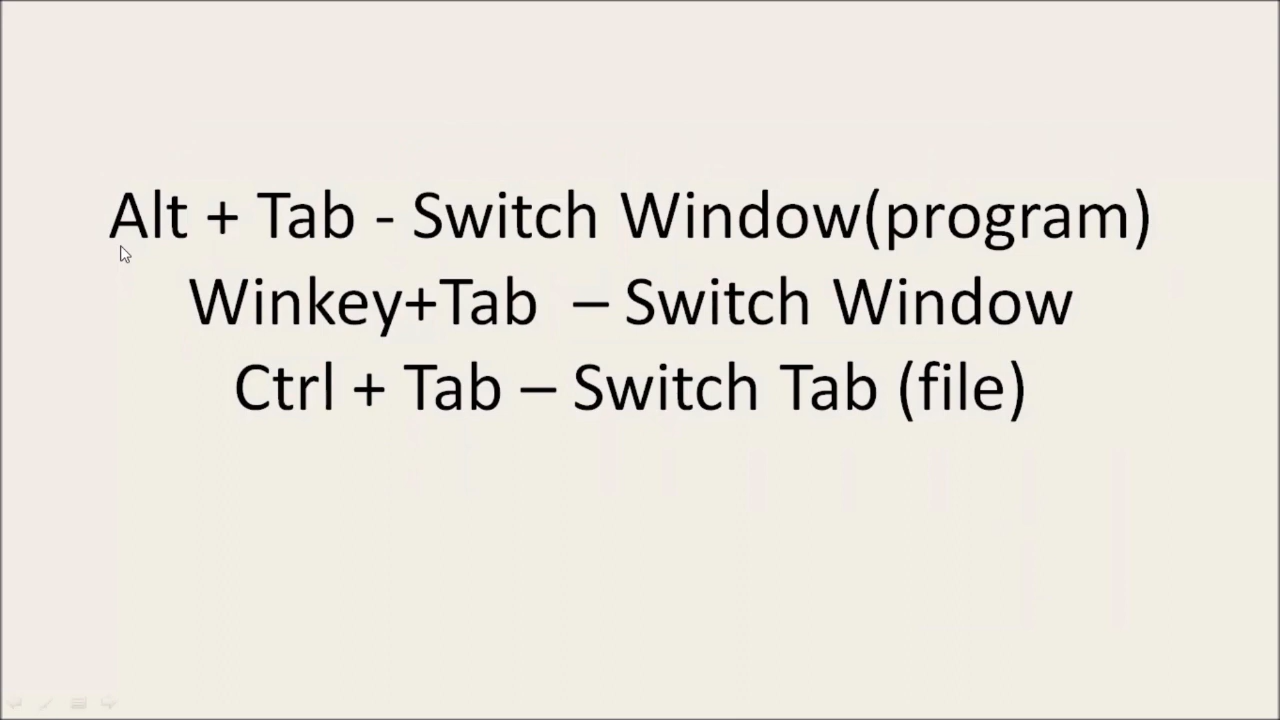 Alt + Tab - Switch Window(program)
Winkey+Tab – Switch Window
Ctrl + Tab – Switch Tab (file)